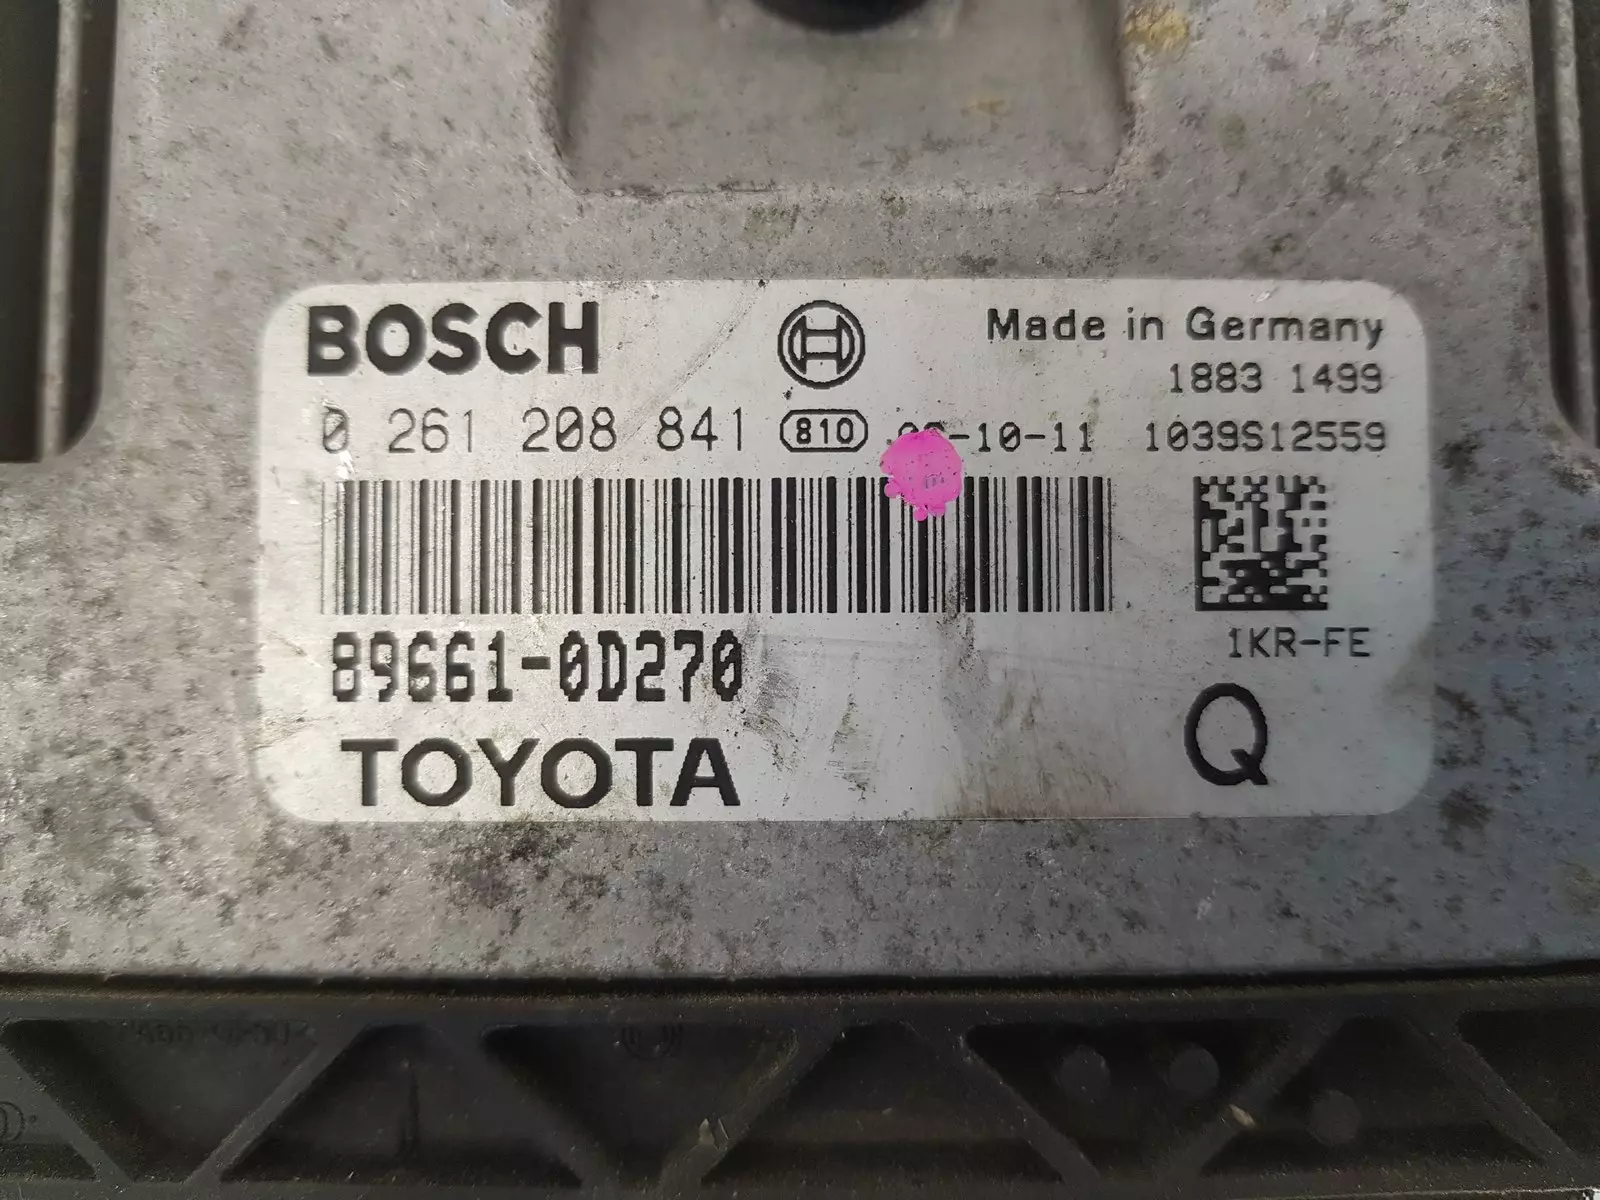 BOSCH
Made in Germany
1883 1499
0 261 208 841 810 -10-11 1039S12559
89661-0D270
1KR-FE
TOYOTA
Q